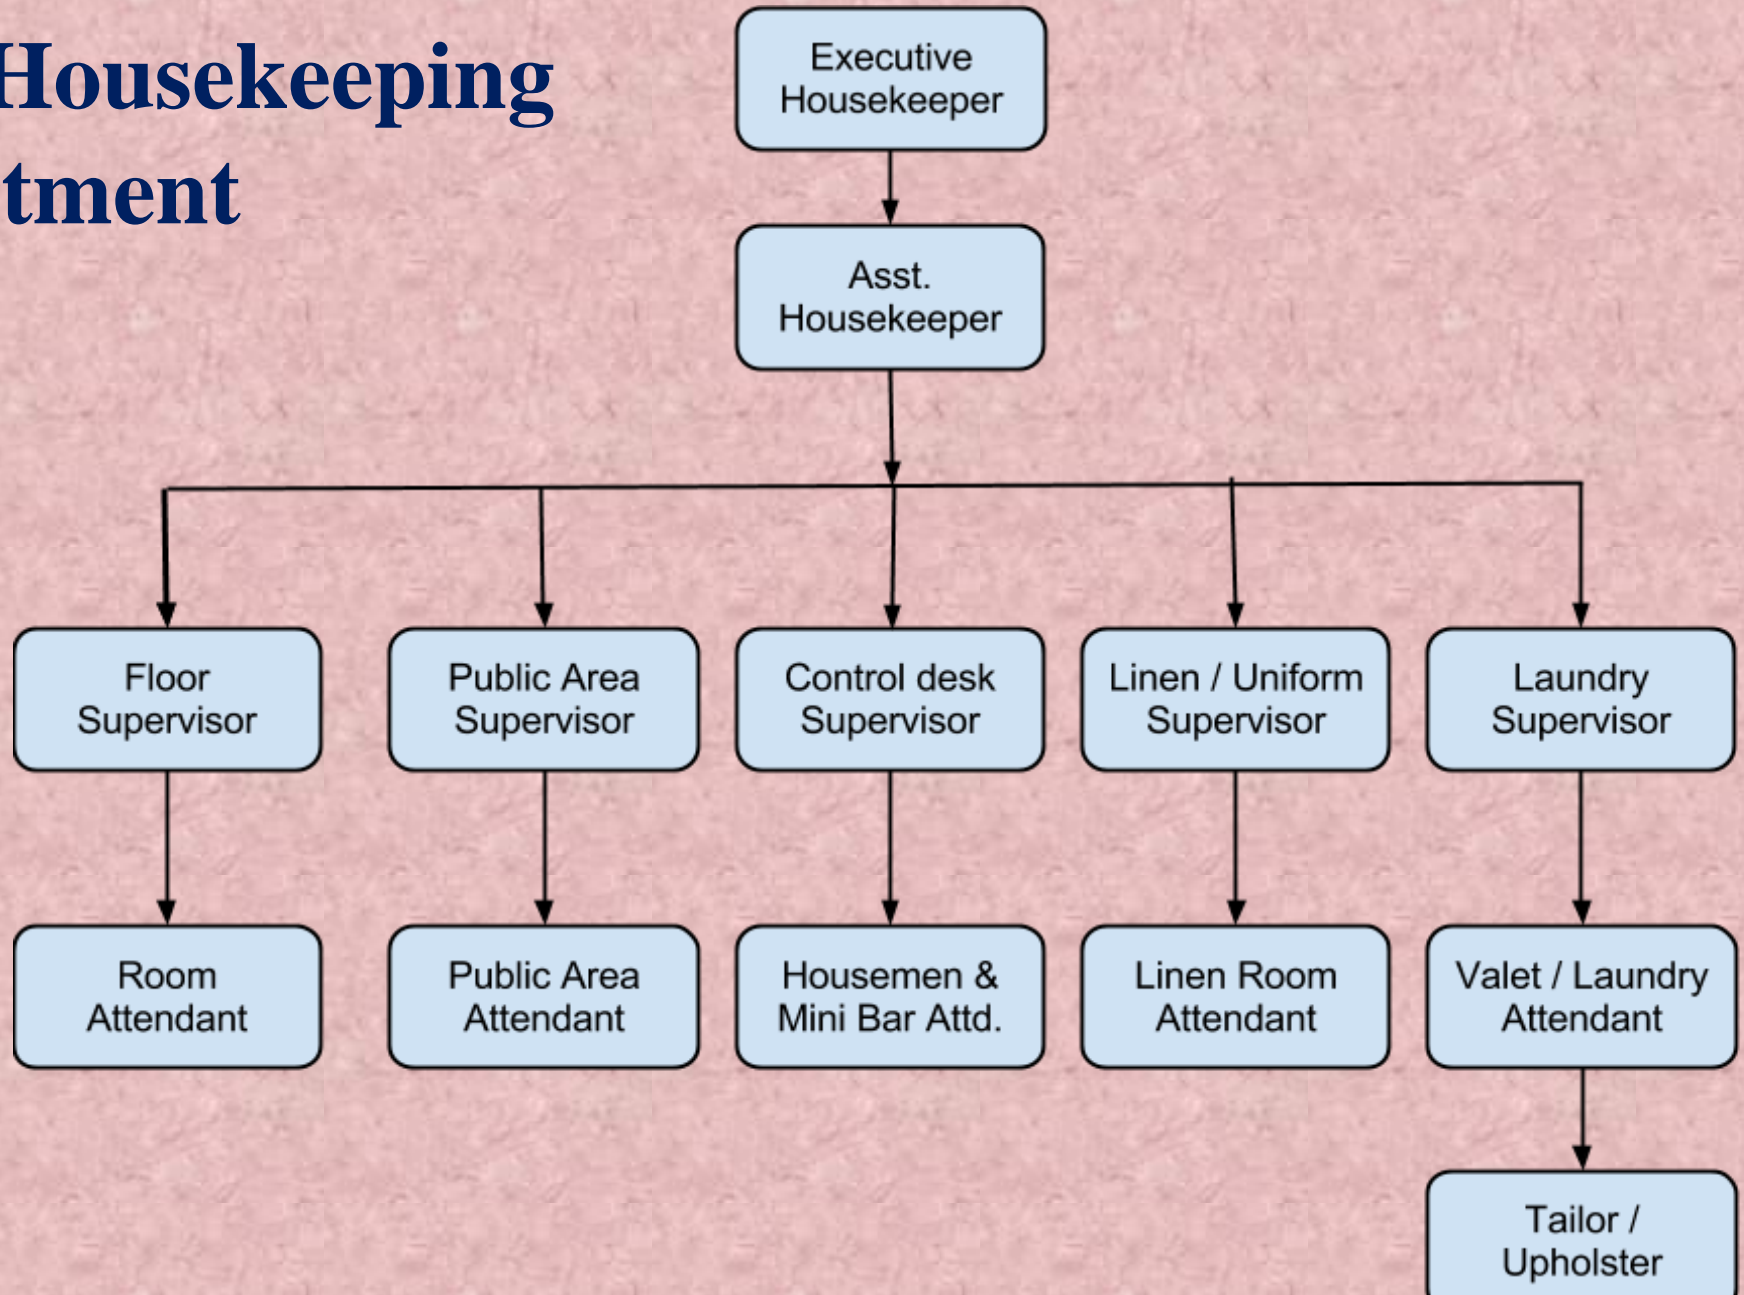 Housekeeping
tment
Executive
Housekeeper
Asst.
Housekeeper
Floor
Supervisor
Public Area
Supervisor
Control desk
Supervisor
Linen / Uniform
Supervisor
Laundry
Supervisor
Room
Attendant
Public Area
Attendant
Housemen &
Mini Bar Attd.
Linen Room
Attendant
Valet / Laundry
Attendant
Tailor /
Upholster